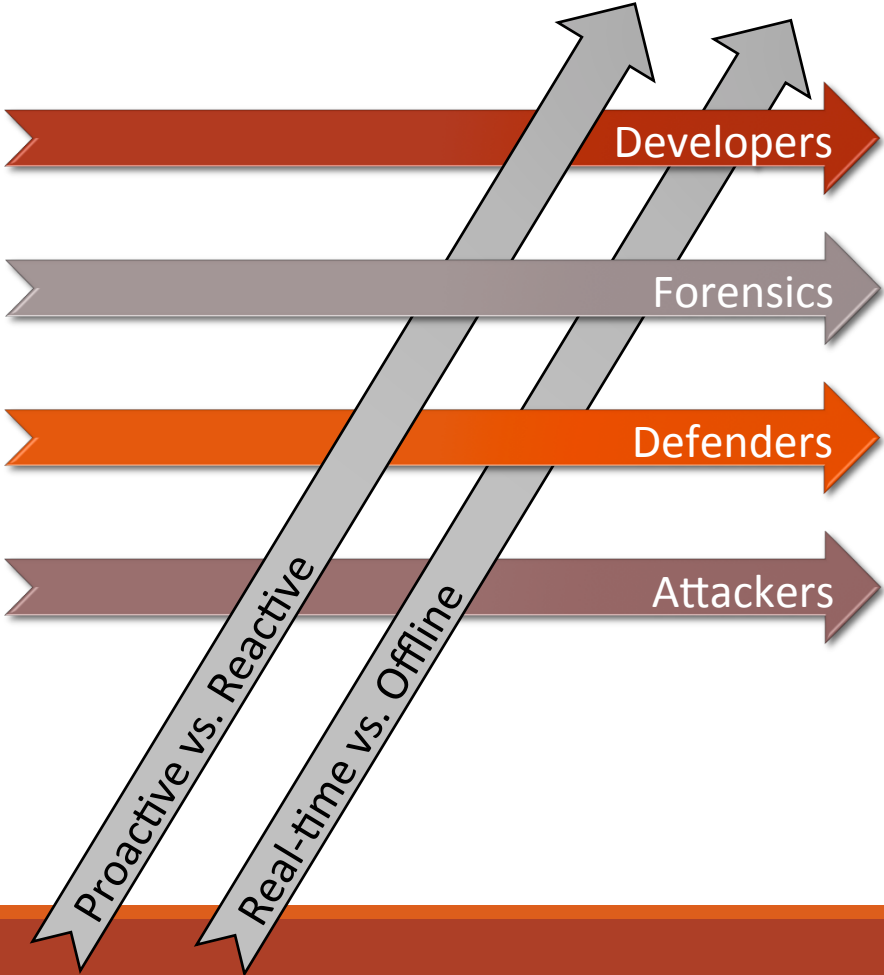 Developers
Forensics
Defenders
Attackers
Proactive vs. Reactive
Real-time vs. Offline